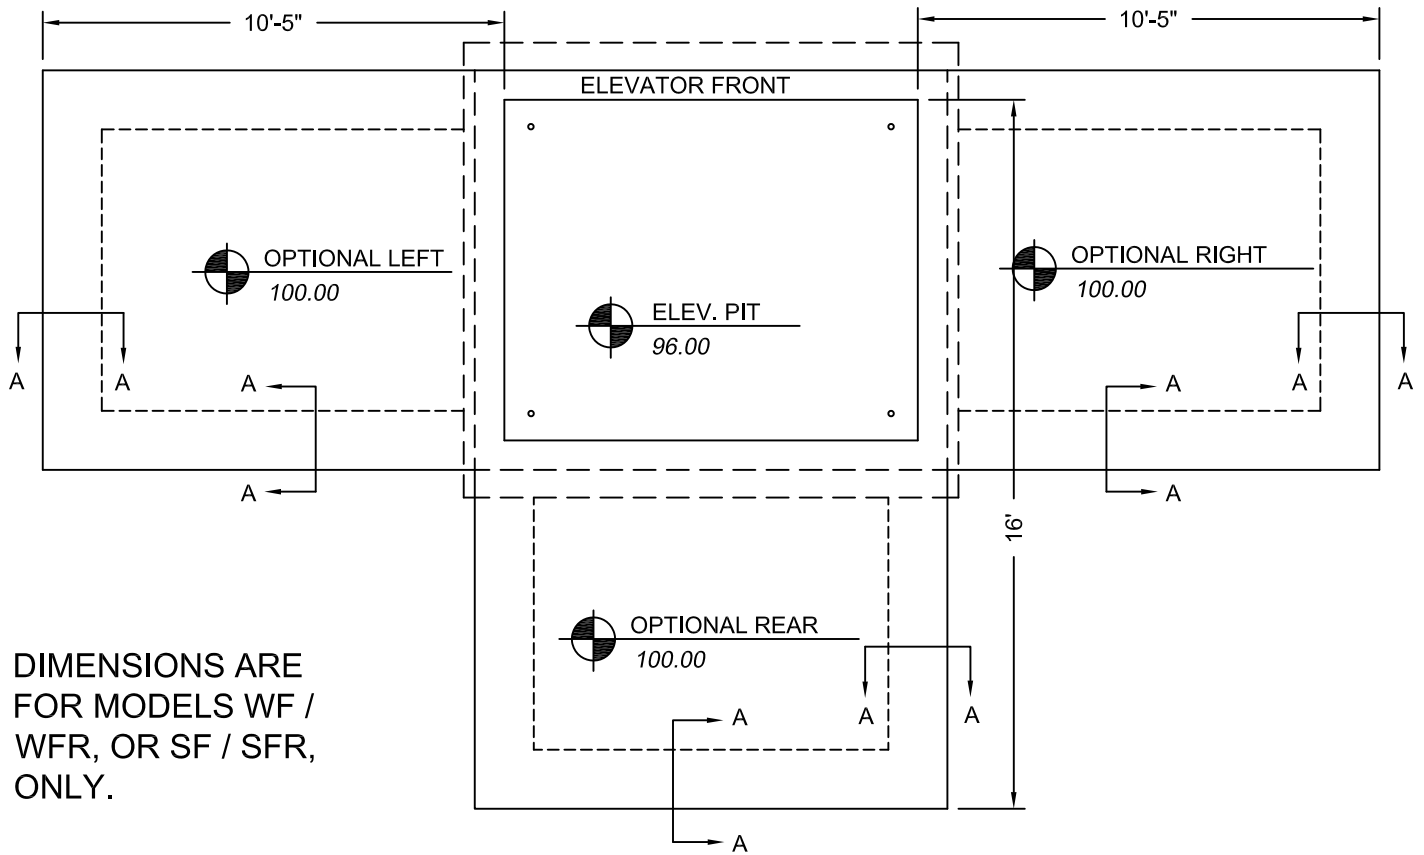 10'-5"
10'-5"
ELEVATOR FRONT
OPTIONAL LEFT
100.00
OPTIONAL RIGHT
100.00
ELEV. PIT
96.00
A
A
A
A
A
A
A
A
16'
OPTIONAL REAR
100.00
A
A
A
A
DIMENSIONS ARE
FOR MODELS WF /
WFR, OR SF / SFR,
ONLY.